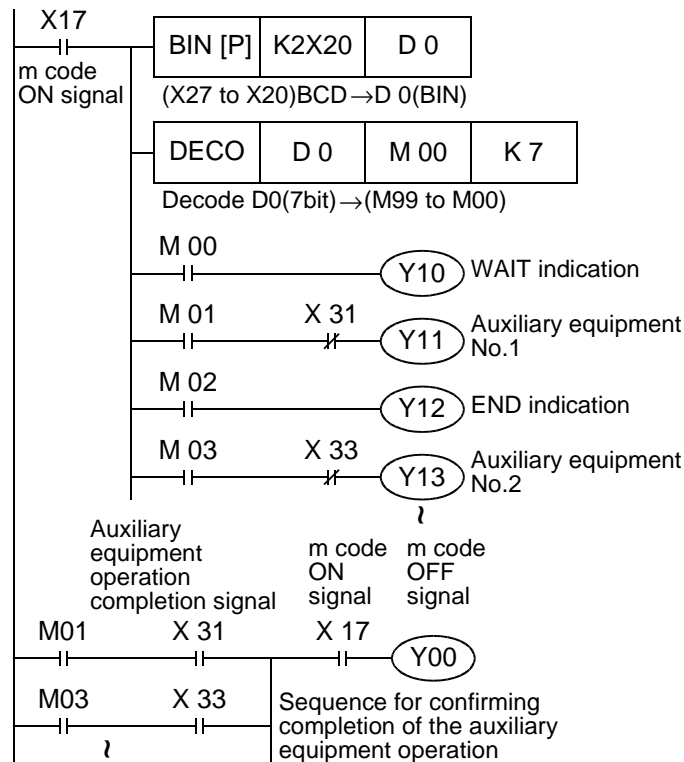 X17
m code
ON signal
BIN [P] K2X20 D 0
(X27 to X20)BCD→D 0(BIN)
DECO D 0 M 00 K 7
Decode D0(7bit)→(M99 to M00)
M 00
Y10 WAIT indication
M 01 X 31
Y11 Auxiliary equipment
No.1
M 02
Y12 END indication
M 03 X 33
Y13 Auxiliary equipment
No.2
Auxiliary
equipment
operation
completion signal
m code
ON
signal
m code
OFF
signal
M01 X 31 X 17
Y00
M03 X 33
Sequence for confirming
completion of the auxiliary
equipment operation